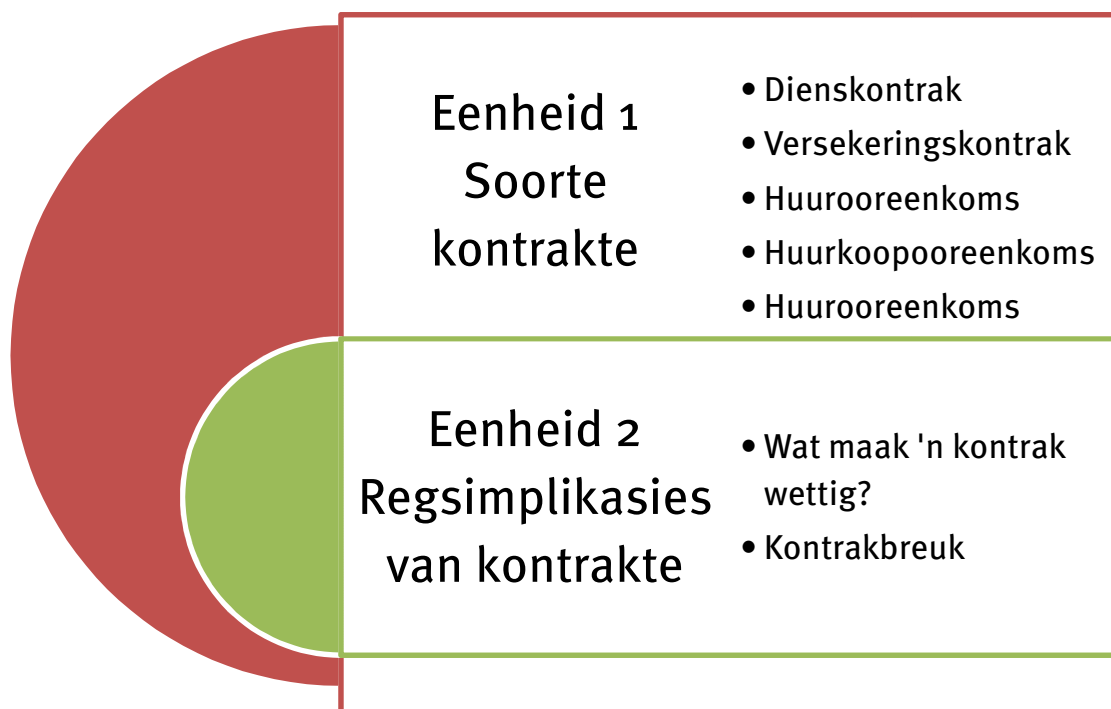 Eenheid 1
Soorte
kontrakte
• Dienskontrak
• Versekeringskontrak
• Huurooreenkoms
• Huurkoopooreenkoms
• Huurooreenkoms
Eenheid 2
Regsimplikasies
van kontrakte
• Wat maak 'n kontrak
wettig?
• Kontrakbreuk